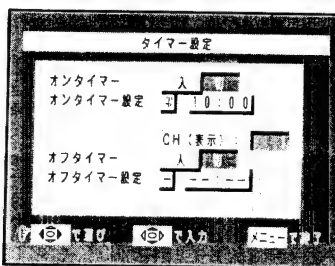 タイマー設定
オンタイマー 入
オンタイマー設定 10:00
CH(表示):
オフタイマー 入
オフタイマー設定 --:--
で選び で入力 メニューで終了